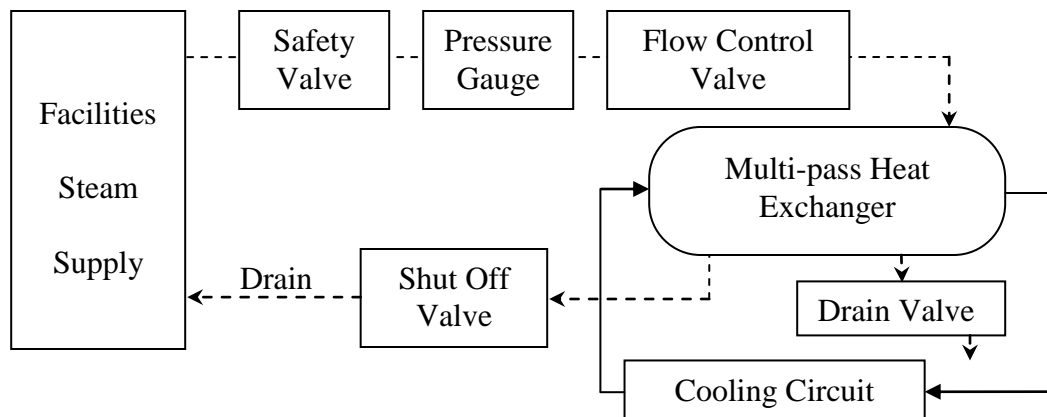 Facilities
Steam
Supply
Safety
Valve
Pressure
Gauge
Flow Control
Valve
Multi-pass Heat
Exchanger
Drain
Shut Off
Valve
Drain Valve
Cooling Circuit